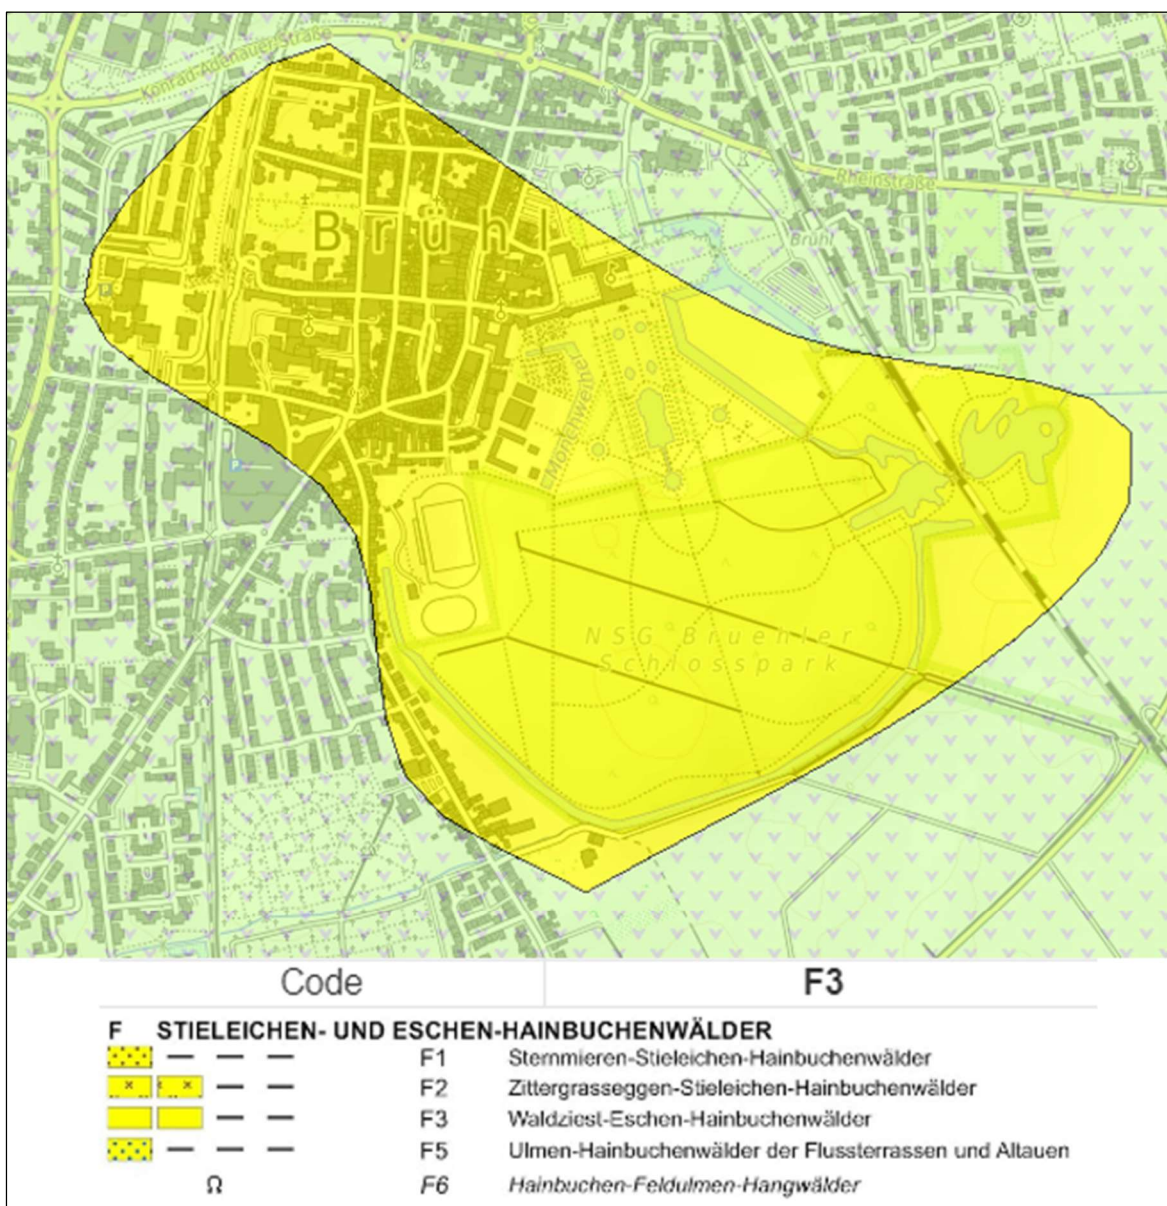 Konrad-Adenauer-Straße
Rheinstraße
Brühl
Brühl
P
Mönchweiher
P
NSG Bruehler
Schlosspark
Code F3
F STIELEICHEN- UND ESCHEN-HAINBUCHENWÄLDER
F1 Sternmieren-Stieleichen-Hainbuchenwälder
F2 Zittergrasseggen-Stieleichen-Hainbuchenwälder
F3 Waldziest-Eschen-Hainbuchenwälder
F5 Ulmen-Hainbuchenwälder der Flussterrassen und Altauen
Ω F6 Hainbuchen-Feldulmen-Hangwälder